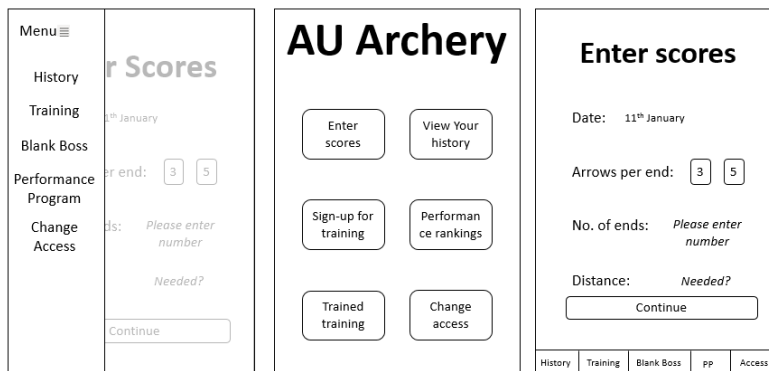 Menu
History
Training
Blank Boss
Performance
Program
Change
Access
r Scores
1th January
er end: 3 5
ds: Please enter
number
Needed?
Continue
AU Archery
Enter
scores
View Your
history
Sign-up for
training
Performan
ce rankings
Trained
training
Change
access
Enter scores
Date: 11th January
Arrows per end: 3 5
No. of ends: Please enter
number
Distance: Needed?
Continue
History Training Blank Boss PP Access